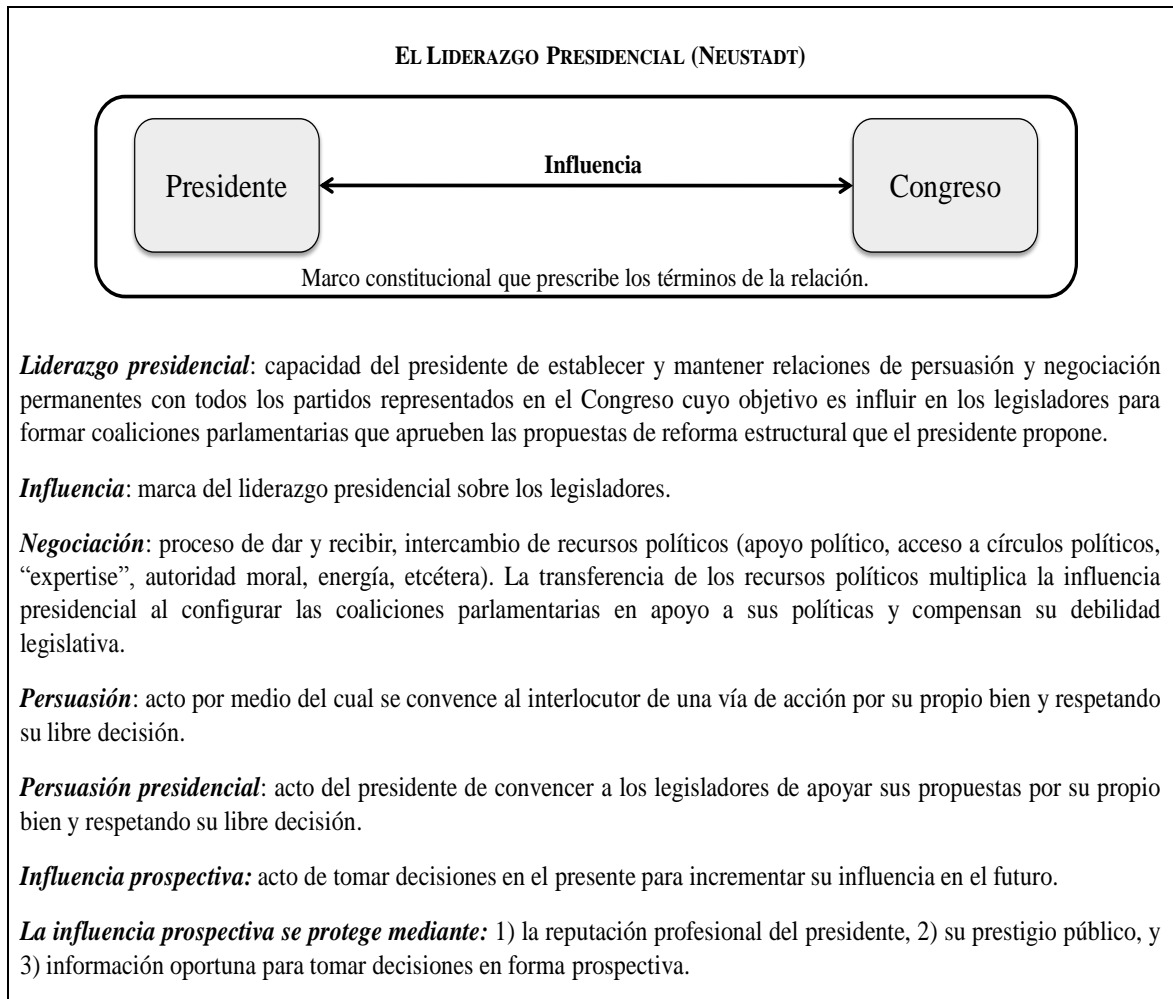 EL LIDERAZGO PRESIDENCIAL (NEUSTADT)
Influencia
Presidente
Congreso
Marco constitucional que prescribe los términos de la relación.
Liderazgo presidencial: capacidad del presidente de establecer y mantener relaciones de persuasión y negociación
permanentes con todos los partidos representados en el Congreso cuyo objetivo es influir en los legisladores para
formar coaliciones parlamentarias que aprueben las propuestas de reforma estructural que el presidente propone.
Influencia: marca del liderazgo presidencial sobre los legisladores.
Negociación: proceso de dar y recibir, intercambio de recursos políticos (apoyo político, acceso a círculos políticos,
“expertise”, autoridad moral, energía, etcétera). La transferencia de los recursos políticos multiplica la influencia
presidencial al configurar las coaliciones parlamentarias en apoyo a sus políticas y compensan su debilidad
legislativa.
Persuasión: acto por medio del cual se convence al interlocutor de una vía de acción por su propio bien y respetando
su libre decisión.
Persuasión presidencial: acto del presidente de convencer a los legisladores de apoyar sus propuestas por su propio
bien y respetando su libre decisión.
Influencia prospectiva: acto de tomar decisiones en el presente para incrementar su influencia en el futuro.
La influencia prospectiva se protege mediante: 1) la reputación profesional del presidente, 2) su prestigio público, y
3) información oportuna para tomar decisiones en forma prospectiva.